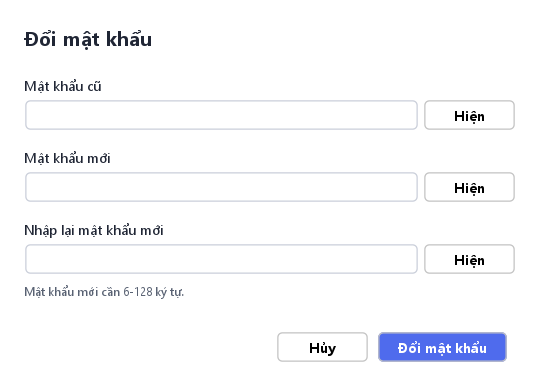 Đổi mật khẩu
Mật khẩu cũ
Hiện
Mật khẩu mới
Hiện
Nhập lại mật khẩu mới
Hiện
Mật khẩu mới cần 6-128 ký tự.
Hủy
Đổi mật khẩu